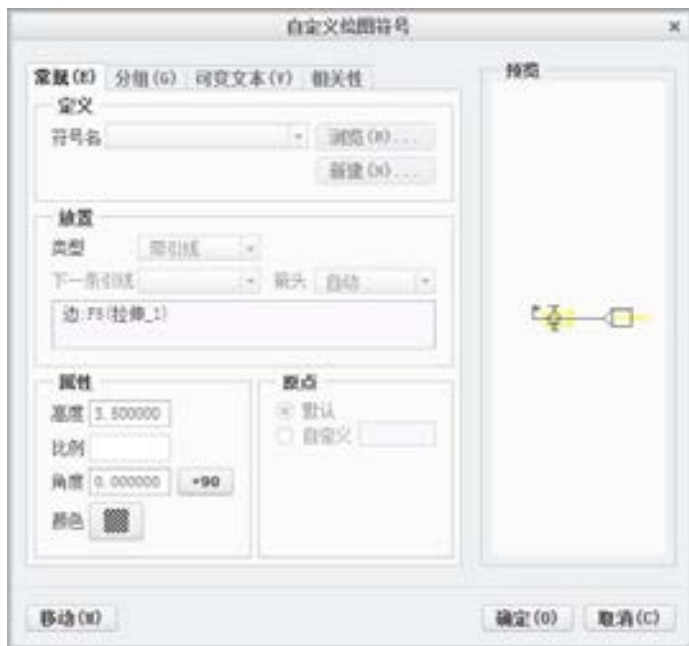 自定义绘图符号
常规(E) 分组(G) 可变文本(V) 相关性
预览
定义
符号名
浏览(R)...
新建(N)...
放置
类型 带引线
下一条引线 箭头 自动
边:F5(拉伸_1)
属性
原点
高度 3.500000
默认
自定义
比例
角度 0.000000 +90
颜色
移动(M) 确定(O) 取消(C)